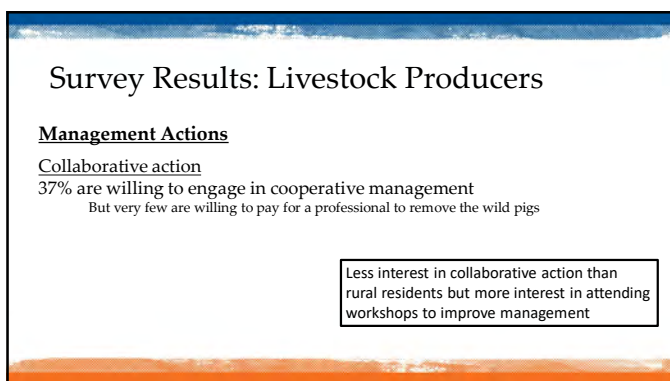 Survey Results: Livestock Producers
Management Actions
Collaborative action
37% are willing to engage in cooperative management
But very few are willing to pay for a professional to remove the wild pigs
Less interest in collaborative action than
rural residents but more interest in attending
workshops to improve management